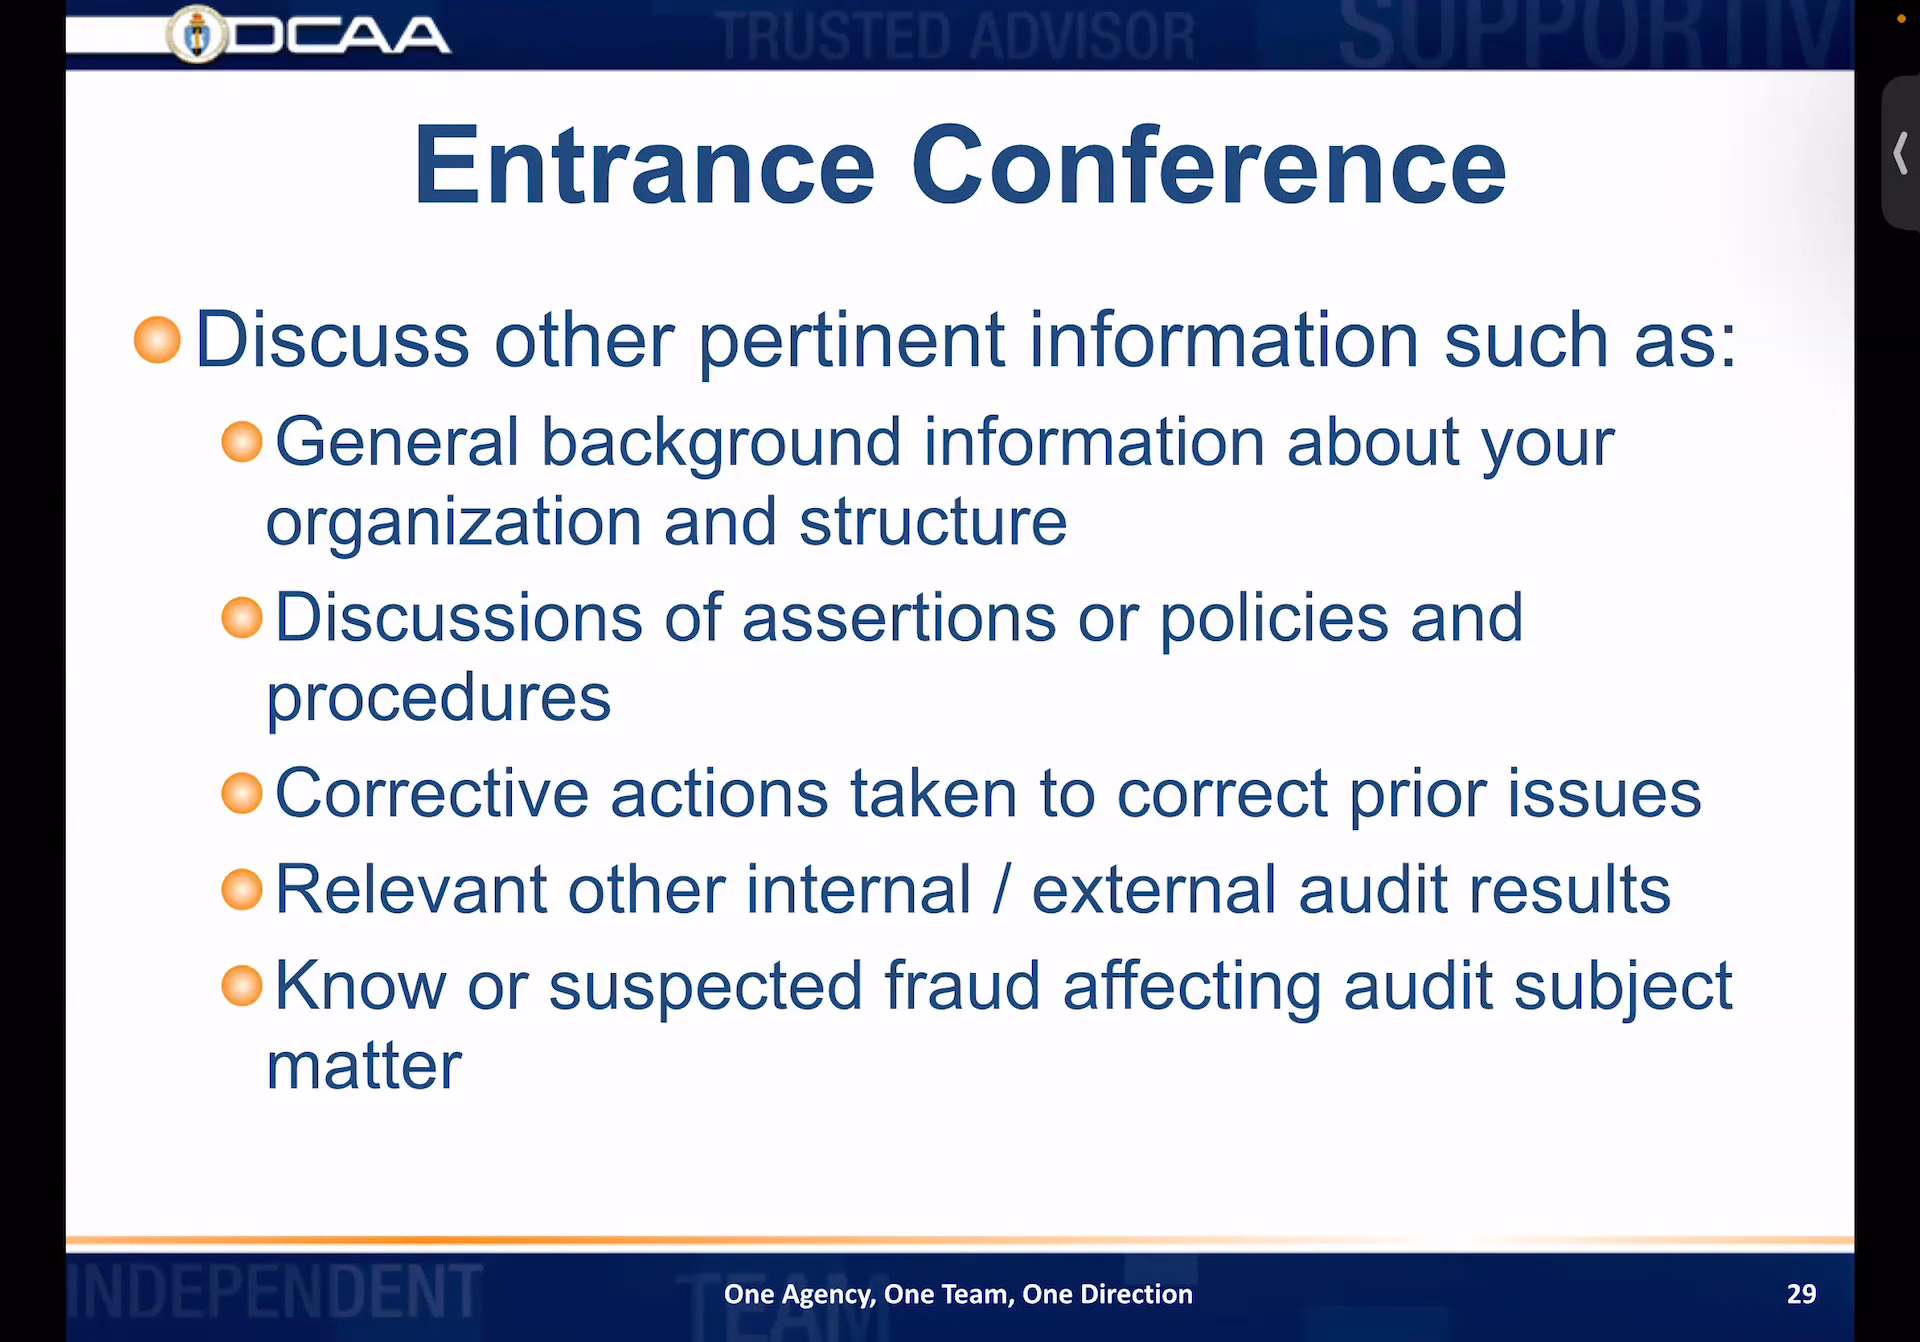 DCAA
TRUSTED ADVISOR
SUPPORTIV
Entrance Conference
Discuss other pertinent information such as:
General background information about your
organization and structure
Discussions of assertions or policies and
procedures
Corrective actions taken to correct prior issues
Relevant other internal / external audit results
Know or suspected fraud affecting audit subject
matter
INDEPENDENT
TEAM
One Agency, One Team, One Direction
29